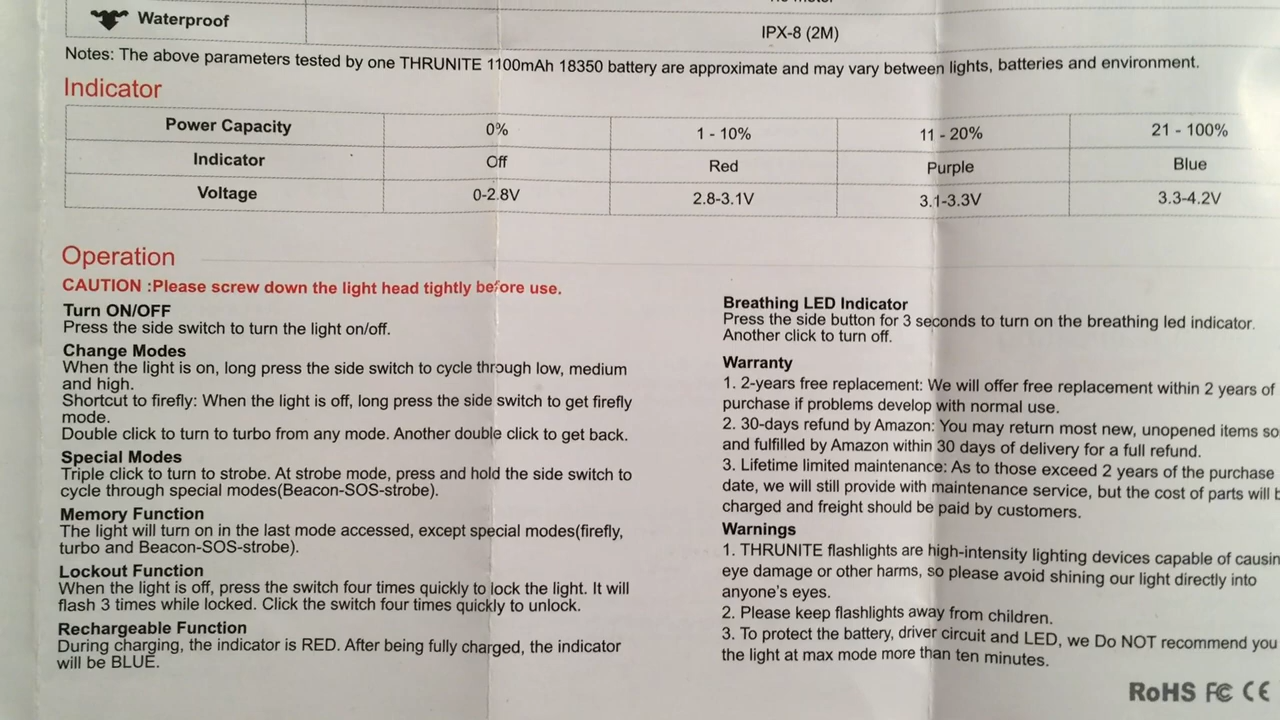 Waterproof
IPX-8 (2M)
Notes: The above parameters tested by one THRUNITE 1100mAh 18350 battery are approximate and may vary between lights, batteries and environment.
Indicator
Power Capacity 0% 1 - 10% 11 - 20% 21 - 100%
Indicator Off Red Purple Blue
Voltage 0-2.8V 2.8-3.1V 3.1-3.3V 3.3-4.2V
Operation
CAUTION :Please screw down the light head tightly before use.
Turn ON/OFF
Press the side switch to turn the light on/off.
Change Modes
When the light is on, long press the side switch to cycle through low, medium
and high.
Shortcut to firefly: When the light is off, long press the side switch to get firefly
mode.
Double click to turn to turbo from any mode. Another double click to get back.
Special Modes
Triple click to turn to strobe. At strobe mode, press and hold the side switch to
cycle through special modes(Beacon-SOS-strobe).
Memory Function
The light will turn on in the last mode accessed, except special modes(firefly,
turbo and Beacon-SOS-strobe).
Lockout Function
When the light is off, press the switch four times quickly to lock the light. It will
flash 3 times while locked. Click the switch four times quickly to unlock.
Rechargeable Function
During charging, the indicator is RED. After being fully charged, the indicator
will be BLUE.
Breathing LED Indicator
Press the side button for 3 seconds to turn on the breathing led indicator.
Another click to turn off.
Warranty
1. 2-years free replacement: We will offer free replacement within 2 years of
purchase if problems develop with normal use.
2. 30-days refund by Amazon: You may return most new, unopened items so
and fulfilled by Amazon within 30 days of delivery for a full refund.
3. Lifetime limited maintenance: As to those exceed 2 years of the purchase
date, we will still provide with maintenance service, but the cost of parts will b
charged and freight should be paid by customers.
Warnings
1. THRUNITE flashlights are high-intensity lighting devices capable of causin
eye damage or other harms, so please avoid shining our light directly into
anyone's eyes.
2. Please keep flashlights away from children.
3. To protect the battery, driver circuit and LED, we Do NOT recommend you
the light at max mode more than ten minutes.
RoHS FC CE